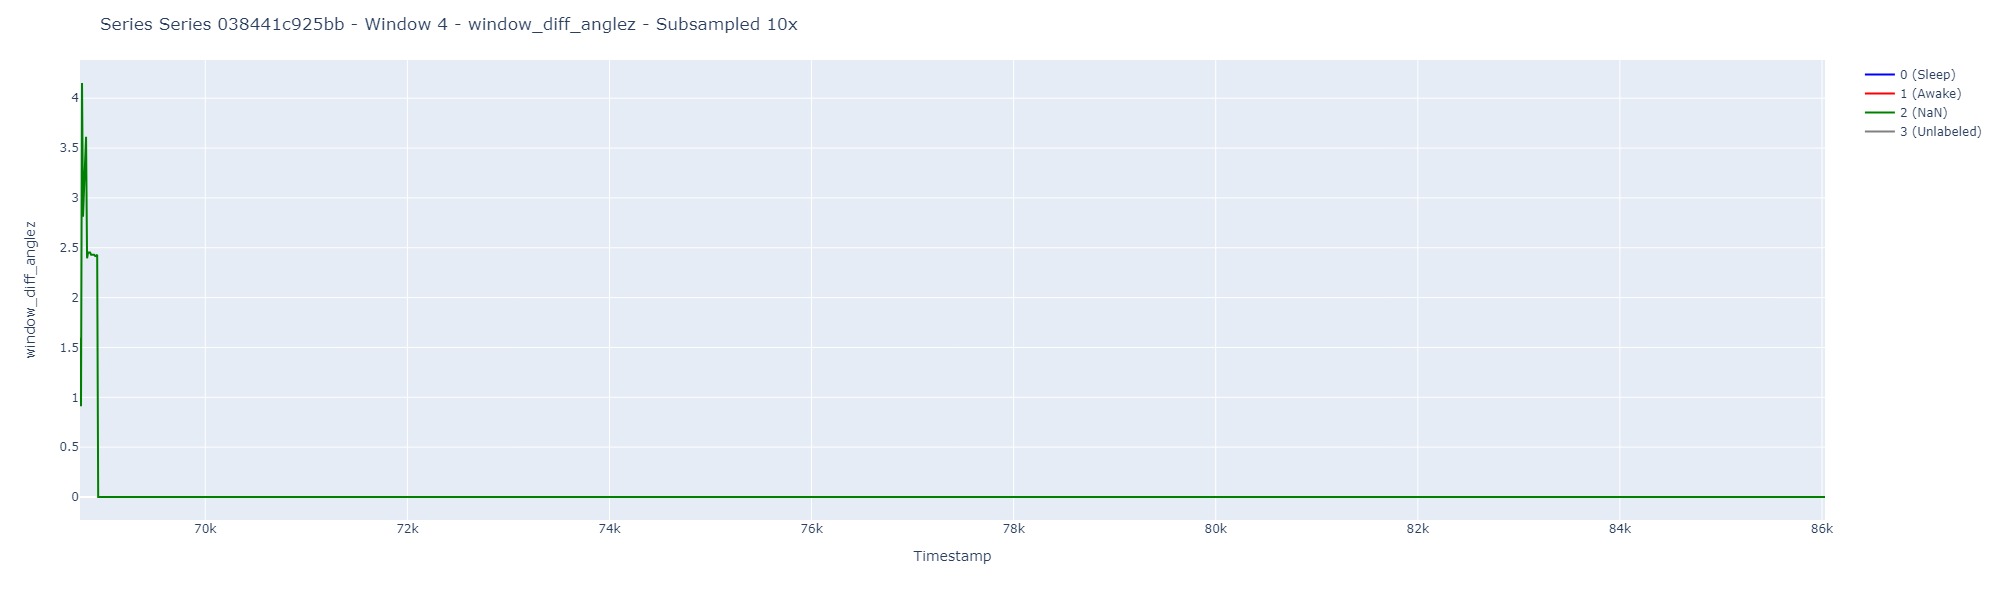 Series Series 038441c925bb - Window 4 - window_diff_anglez - Subsampled 10x
0 (Sleep)
1 (Awake)
2 (NaN)
3 (Unlabeled)
window_diff_anglez
4
3.5
3
2.5
2
1.5
1
0.5
0
70k
72k
74k
76k
78k
80k
82k
84k
86k
Timestamp